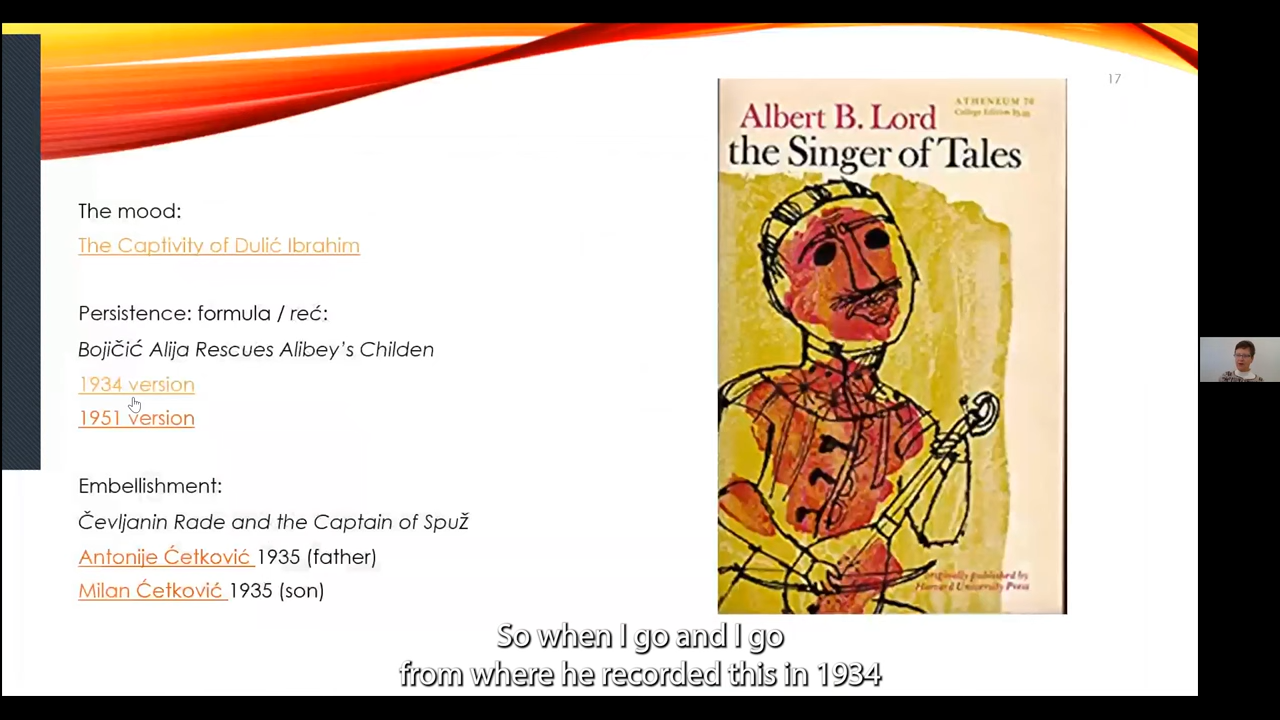 17
The mood:
The Captivity of Dulić Ibrahim
Persistence: formula / reć:
Bojičić Alija Rescues Alibey’s Childen
1934 version
1951 version
Embellishment:
Čevljanin Rade and the Captain of Spuž
Antonije Ćetković 1935 (father)
Milan Ćetković 1935 (son)
ATHENEUM 70
College Edition $3.95
Albert B. Lord
the Singer of Tales
originally published by
Harvard University Press
So when I go and I go
from where he recorded this in 1934